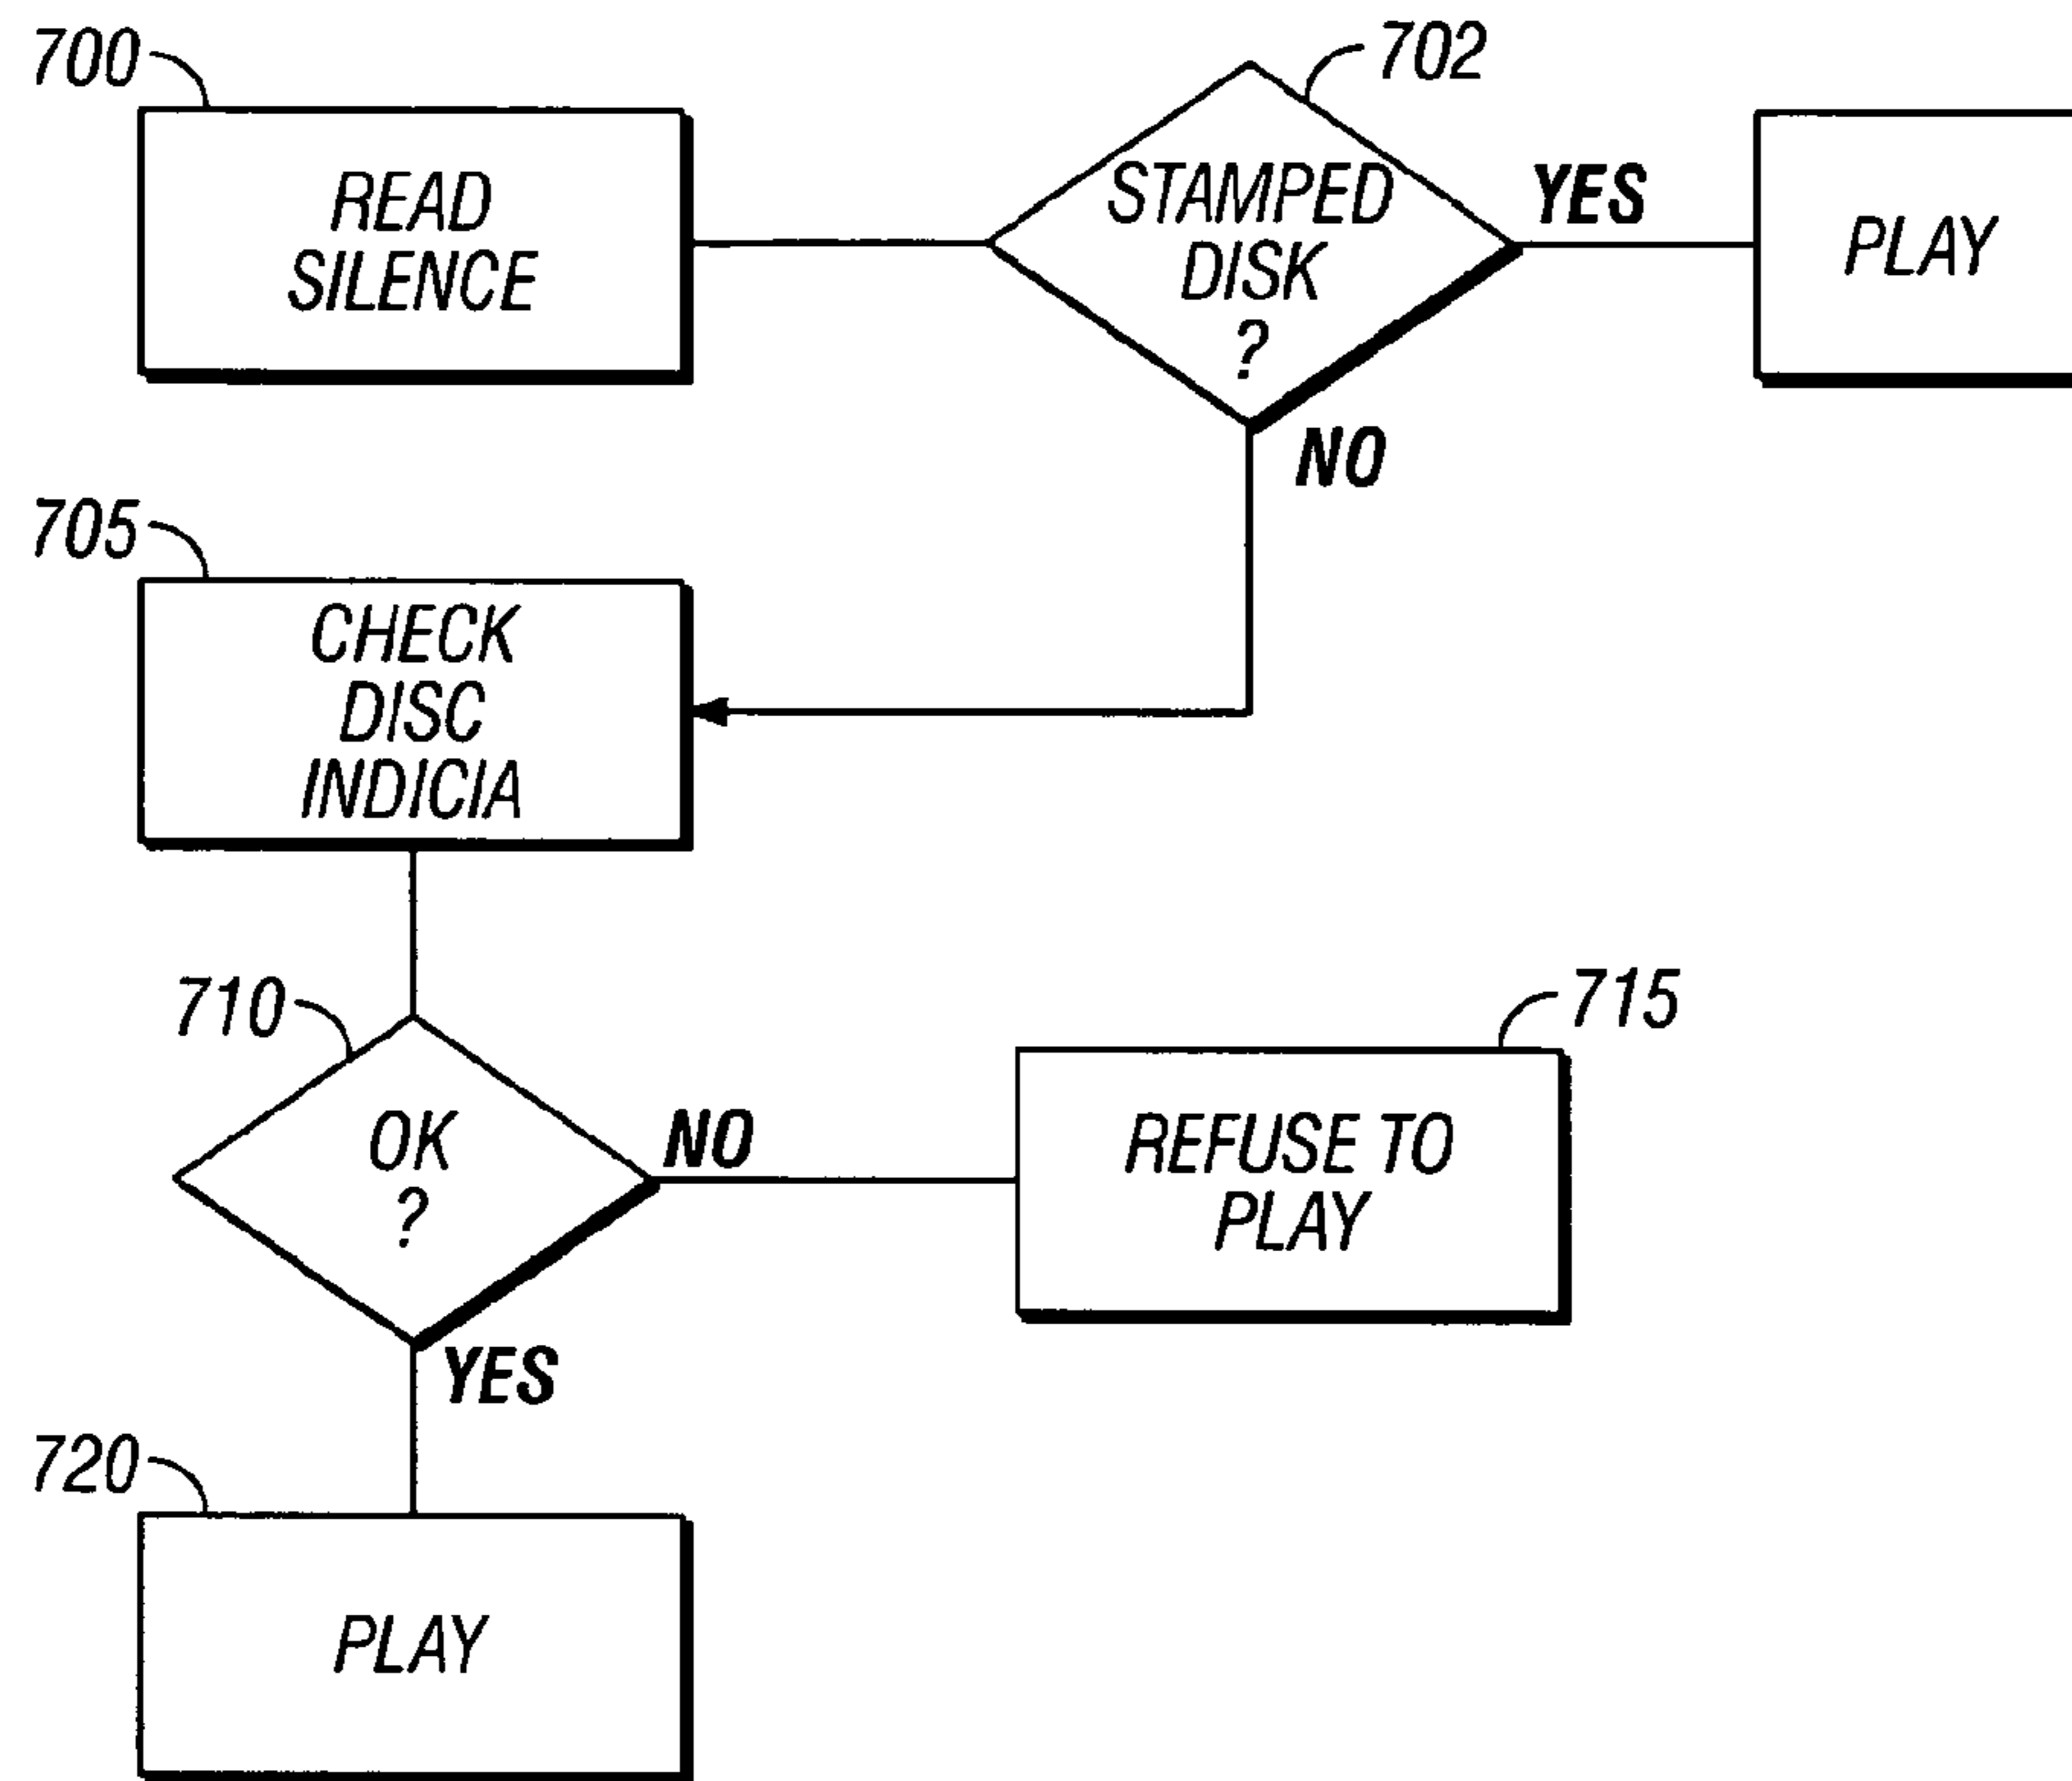 700
READ
SILENCE
702
STAMPED
DISK
?
YES
PLAY
NO
705
CHECK
DISC
INDICIA
710
OK
?
NO
715
REFUSE TO
PLAY
YES
720
PLAY